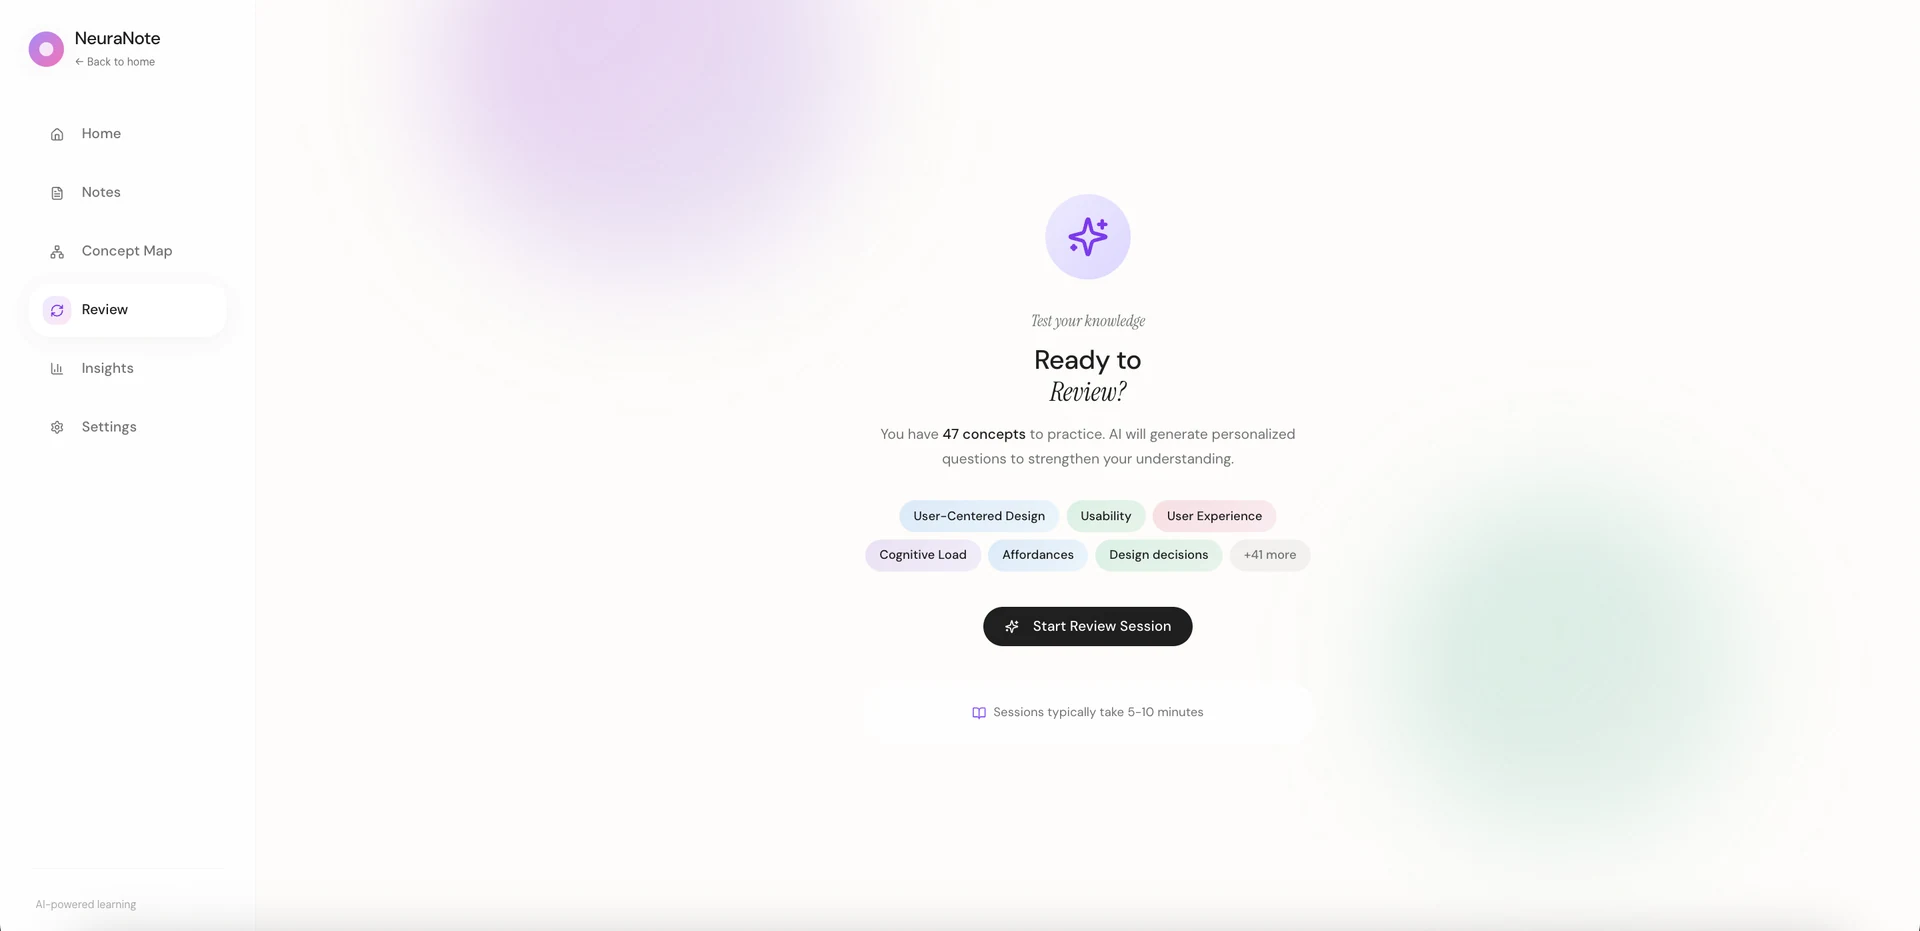 NeuraNote
← Back to home
Home
Notes
Concept Map
Review
Insights
Settings
AI-powered learning
Test your knowledge
Ready to
Review?
You have 47 concepts to practice. AI will generate personalized
questions to strengthen your understanding.
User-Centered Design Usability User Experience
Cognitive Load Affordances Design decisions +41 more
Start Review Session
Sessions typically take 5-10 minutes